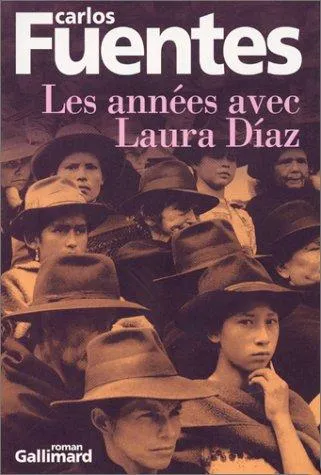 carlos
Fuentes
Les années avec
Laura Díaz
roman
Gallimard